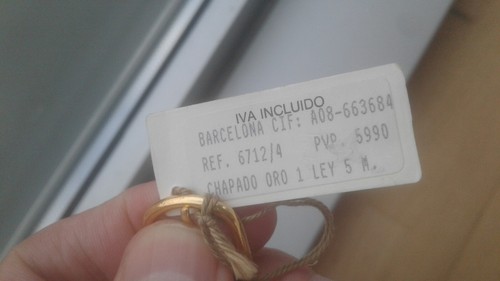 IVA INCLUIDO
BARCELONA CIF: A08-663684
REF. 6712/4 PVP. 5990
CHAPADO ORO 1 LEY 5 M.